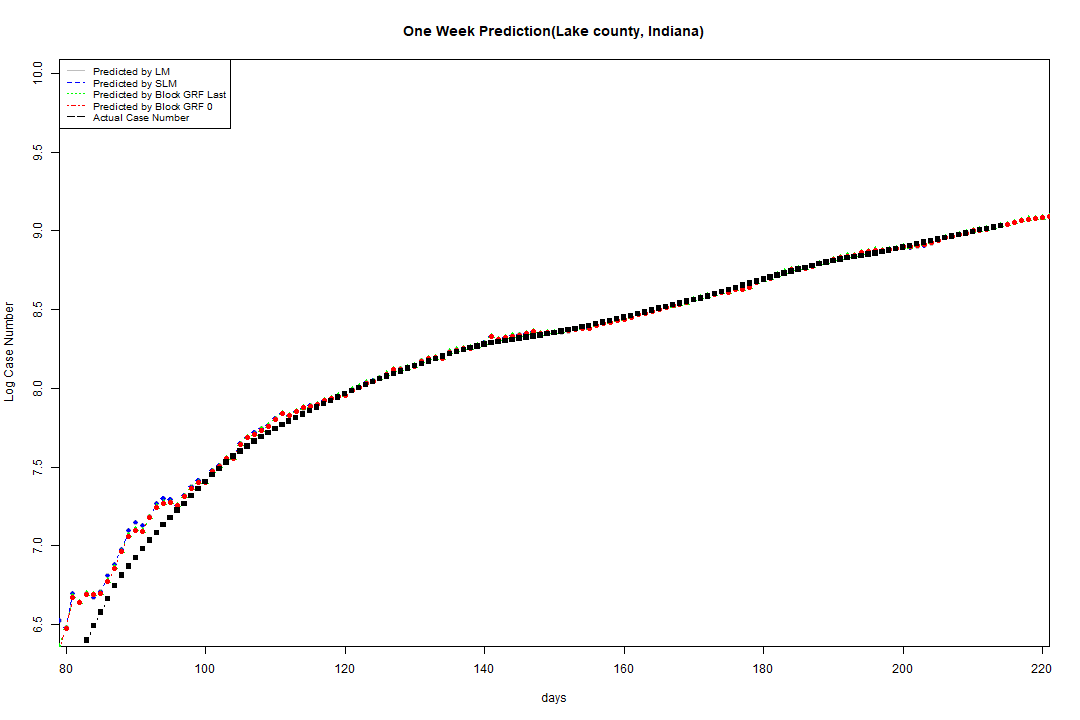 One Week Prediction(Lake county, Indiana)
Predicted by LM
Predicted by SLM
Predicted by Block GRF Last
Predicted by Block GRF 0
Actual Case Number
10.0
9.5
9.0
8.5
8.0
7.5
7.0
6.5
Log Case Number
80 100 120 140 160 180 200 220
days